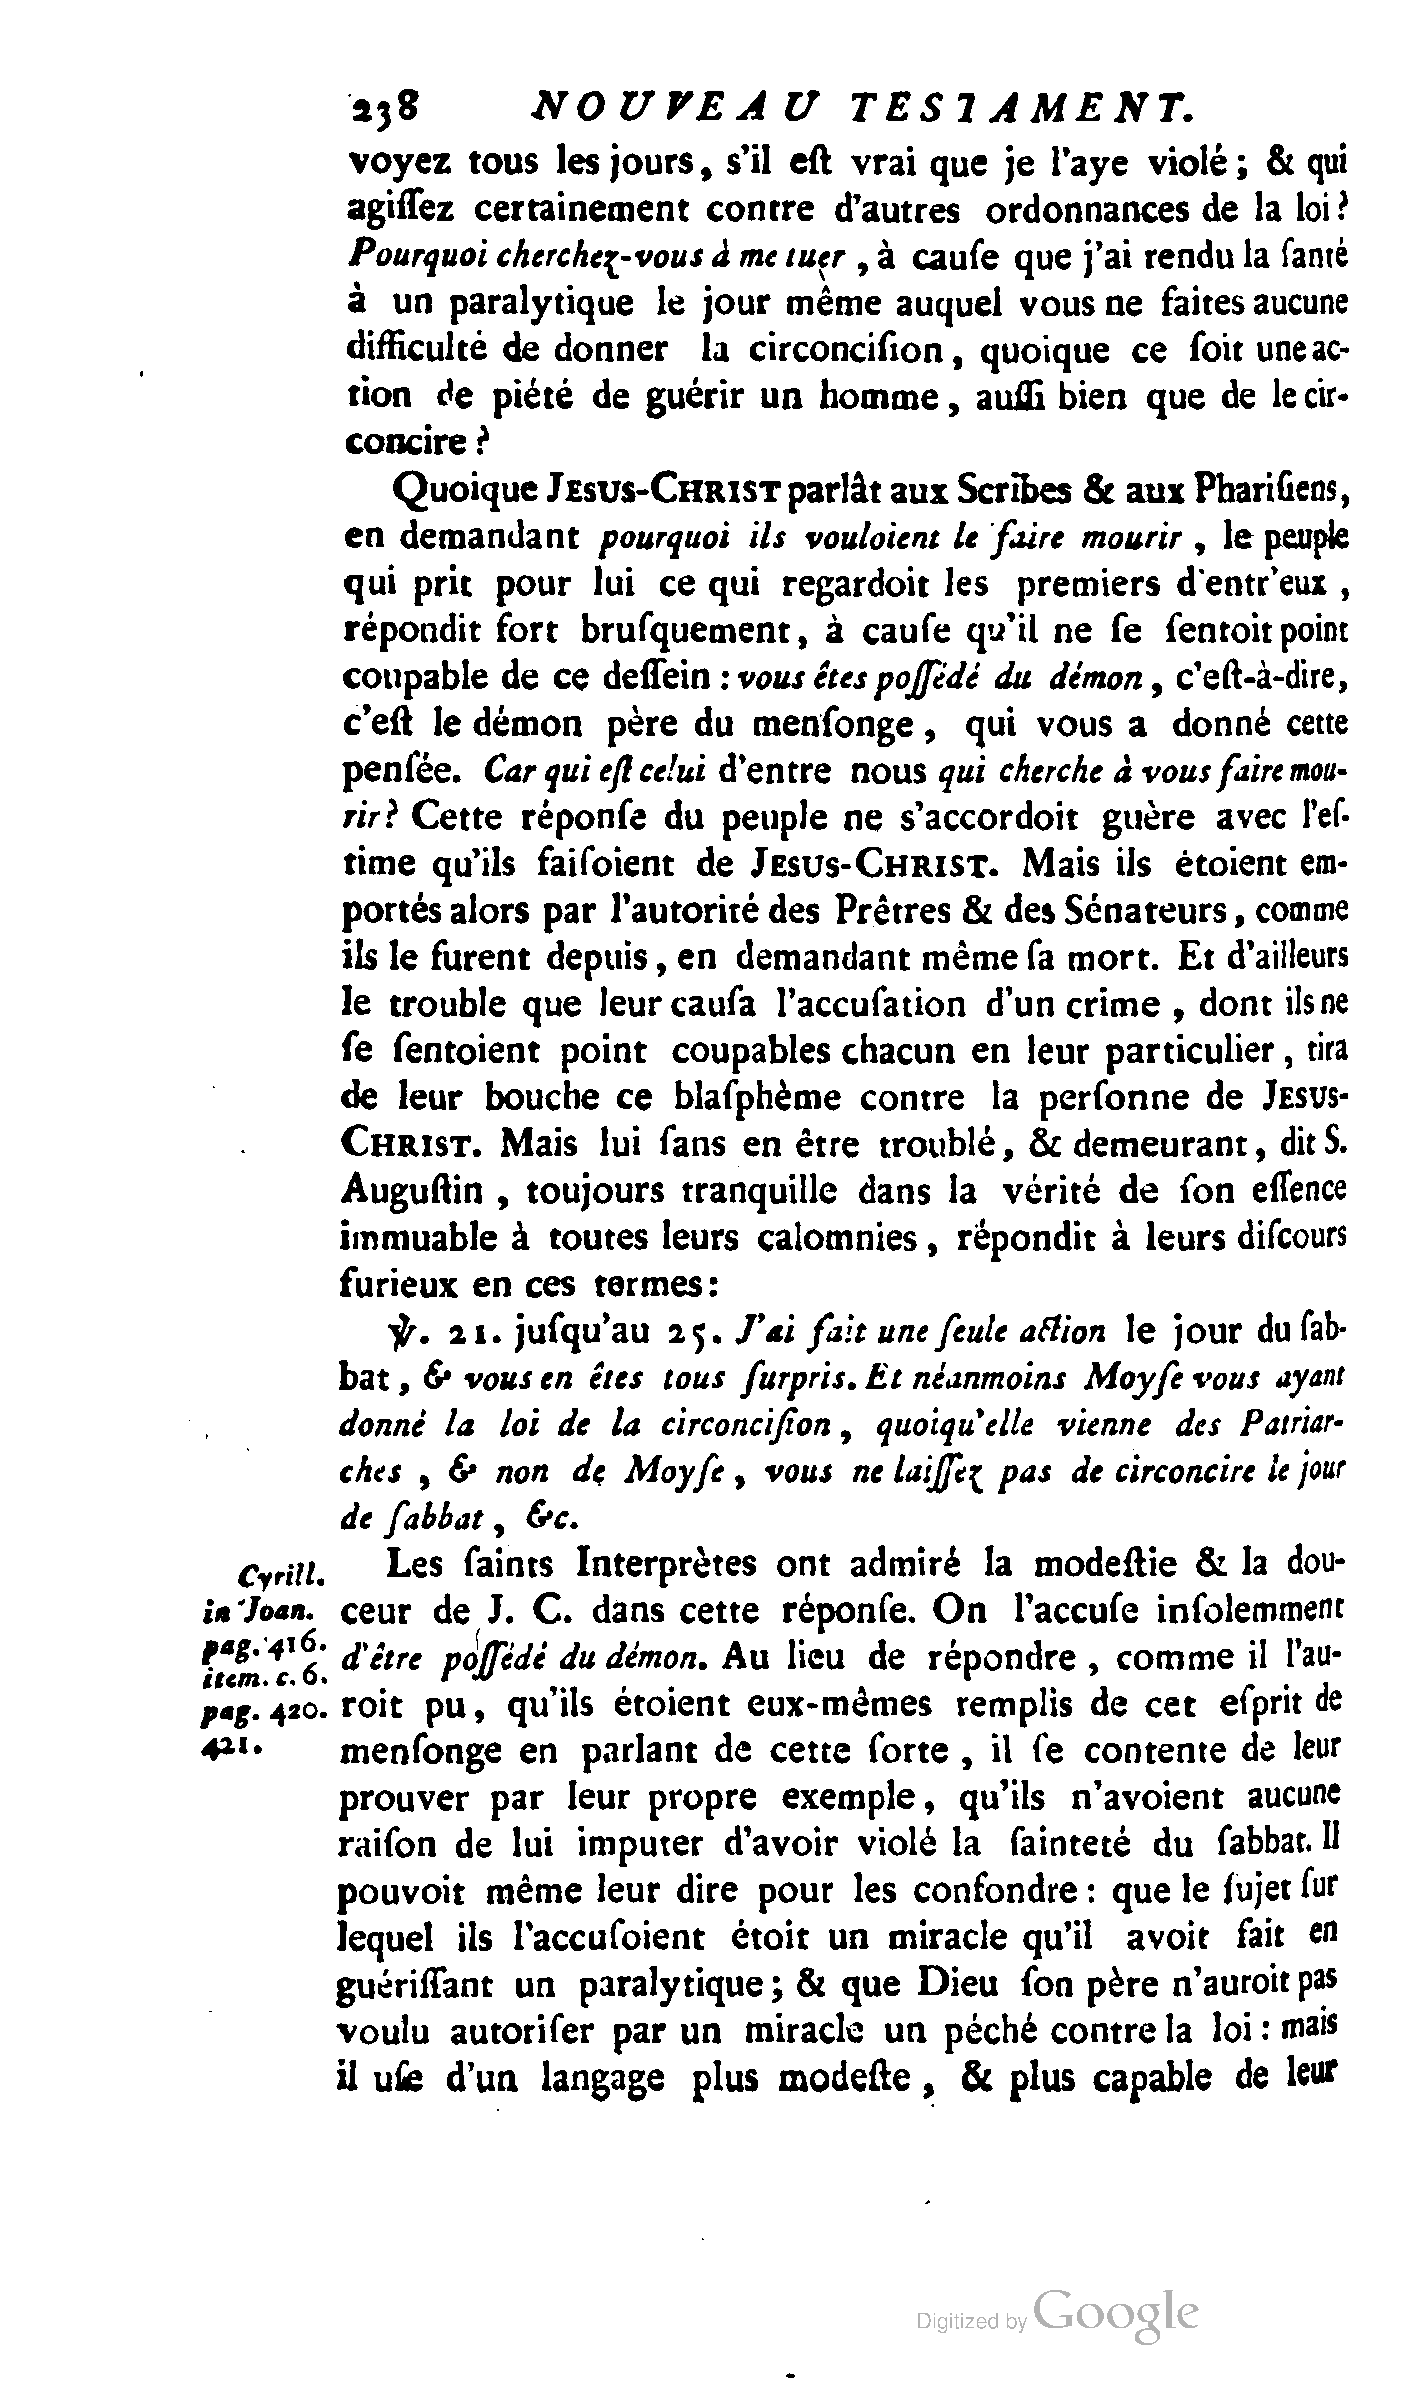 238 NOUVEAU TESTAMENT.
voyez tous les jours, s'il eſt vrai que je l'aye violé; & qui
agiſſez certainement contre d'autres ordonnances de la loi?
Pourquoi cherchez-vous à me tuer, à cauſe que j'ai rendu la ſanté
à un paralytique le jour même auquel vous ne faites aucune
difficulté de donner la circonciſion, quoique ce ſoit une ac-
tion de piété de guérir un homme, auſſi bien que de le cir-
concire?
Quoique JESUS-CHRIST parlât aux Scribes & aux Phariſiens,
en demandant pourquoi ils vouloient le faire mourir, le peuple
qui prit pour lui ce qui regardoit les premiers d'entr'eux,
répondit fort bruſquement, à cauſe qu'il ne ſe ſentoit point
coupable de ce deſſein: vous êtes poſſédé du démon, c'eſt-à-dire,
c'eſt le démon père du menſonge, qui vous a donné cette
penſée. Car qui eſt celui d'entre nous qui cherche à vous faire mou-
rir? Cette réponſe du peuple ne s'accordoit guère avec l'eſ-
time qu'ils faiſoient de JESUS-CHRIST. Mais ils étoient em-
portés alors par l'autorité des Prêtres & des Sénateurs, comme
ils le furent depuis, en demandant même ſa mort. Et d'ailleurs
le trouble que leur cauſa l'accuſation d'un crime, dont ils ne
ſe ſentoient point coupables chacun en leur particulier, tira
de leur bouche ce blaſphème contre la perſonne de JESUS-
CHRIST. Mais lui ſans en être troublé, & demeurant, dit S.
Auguſtin, toujours tranquille dans la vérité de ſon eſſence
immuable à toutes leurs calomnies, répondit à leurs diſcours
furieux en ces termes:
℣. 21. juſqu'au 25. J'ai fait une ſeule action le jour du ſab-
bat, & vous en êtes tous ſurpris. Et néanmoins Moyſe vous ayant
donné la loi de la circonciſion, quoiqu'elle vienne des Patriar-
ches, & non de Moyſe, vous ne laiſſez pas de circoncire le jour
de ſabbat, &c.
Les ſaints Interprètes ont admiré la modeſtie & la dou-
ceur de J. C. dans cette réponſe. On l'accuſe inſolemment
d'être poſſédé du démon. Au lieu de répondre, comme il l'au-
roit pu, qu'ils étoient eux-mêmes remplis de cet eſprit de
menſonge en parlant de cette ſorte, il ſe contente de leur
prouver par leur propre exemple, qu'ils n'avoient aucune
raiſon de lui imputer d'avoir violé la ſainteté du ſabbat. Il
pouvoit même leur dire pour les confondre: que le ſujet ſur
lequel ils l'accuſoient étoit un miracle qu'il avoit fait en
guériſſant un paralytique; & que Dieu ſon père n'auroit pas
voulu autoriſer par un miracle un péché contre la loi: mais
il uſe d'un langage plus modeſte, & plus capable de leur
Cyrill.
in Joan.
pag. 416.
item. c. 6.
pag. 420.
421.
Digitized by Google